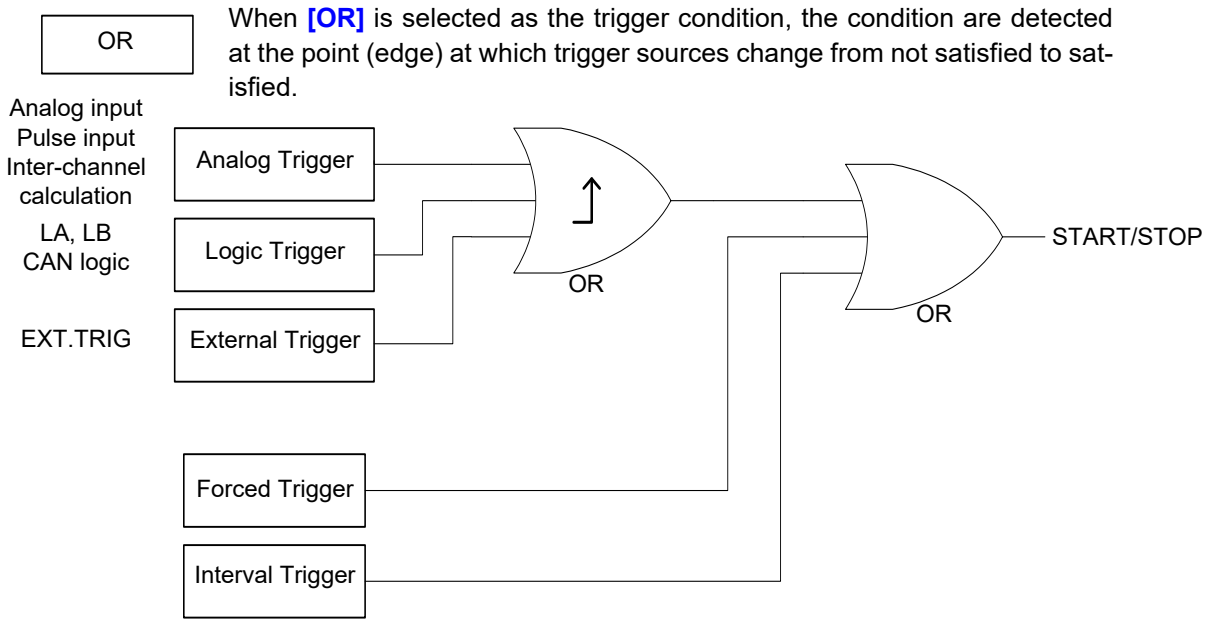 OR
When [OR] is selected as the trigger condition, the condition are detected
at the point (edge) at which trigger sources change from not satisfied to sat-
isfied.
Analog input
Pulse input
Inter-channel
calculation
Analog Trigger
LA, LB
CAN logic
Logic Trigger
EXT.TRIG
External Trigger
OR
START/STOP
OR
Forced Trigger
Interval Trigger